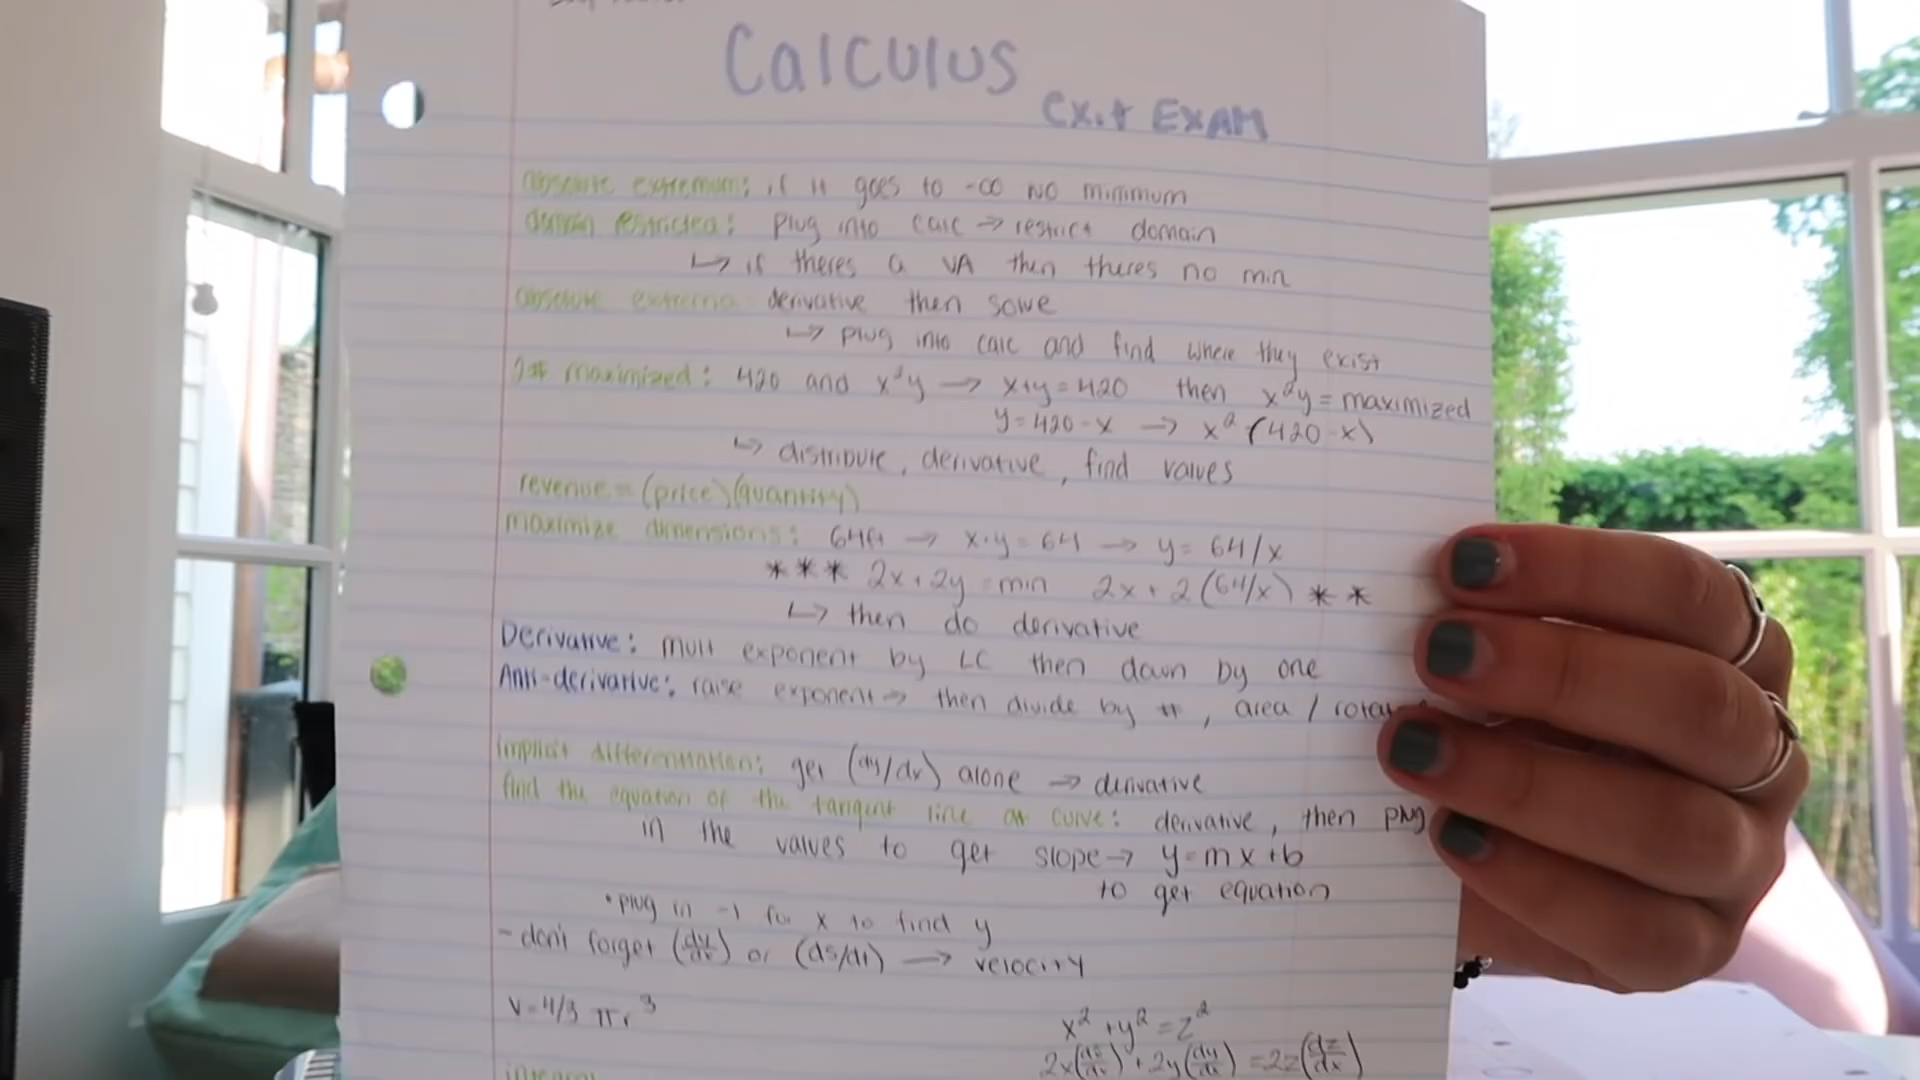 Calculus
Exit EXAM
absolute extremum: if it goes to -∞ NO minimum
domain restricted: plug into calc → restrict domain
↳ if theres a VA then theres no min
absolute extrema derivative then solve
↳ plug into calc and find where they exist
2# maximized: 420 and x²y → x+y=420 then x²y = maximized
y=420-x → x²(420-x)
↳ distribute, derivative, find values
revenue = (price)(quantity)
maximize dimensions: 64ft → x·y=64 → y= 64/x
*** 2x+2y=min 2x+2(64/x) **
↳ then do derivative
Derivative: mult exponent by LC then down by one
Anti-derivative: raise exponent → then divide by #, area /
implicit differentiation: get (dy/dx) alone → derivative
find the equation of the tangent line at curve: derivative, then plug
in the values to get slope → y=mx+b
to get equation
•plug in -1 for x to find y
- don't forget or (ds/dt) → velocity
V=4/3 πr³
x²+y²=z²
2x + 2y = 2z(dz/dx)